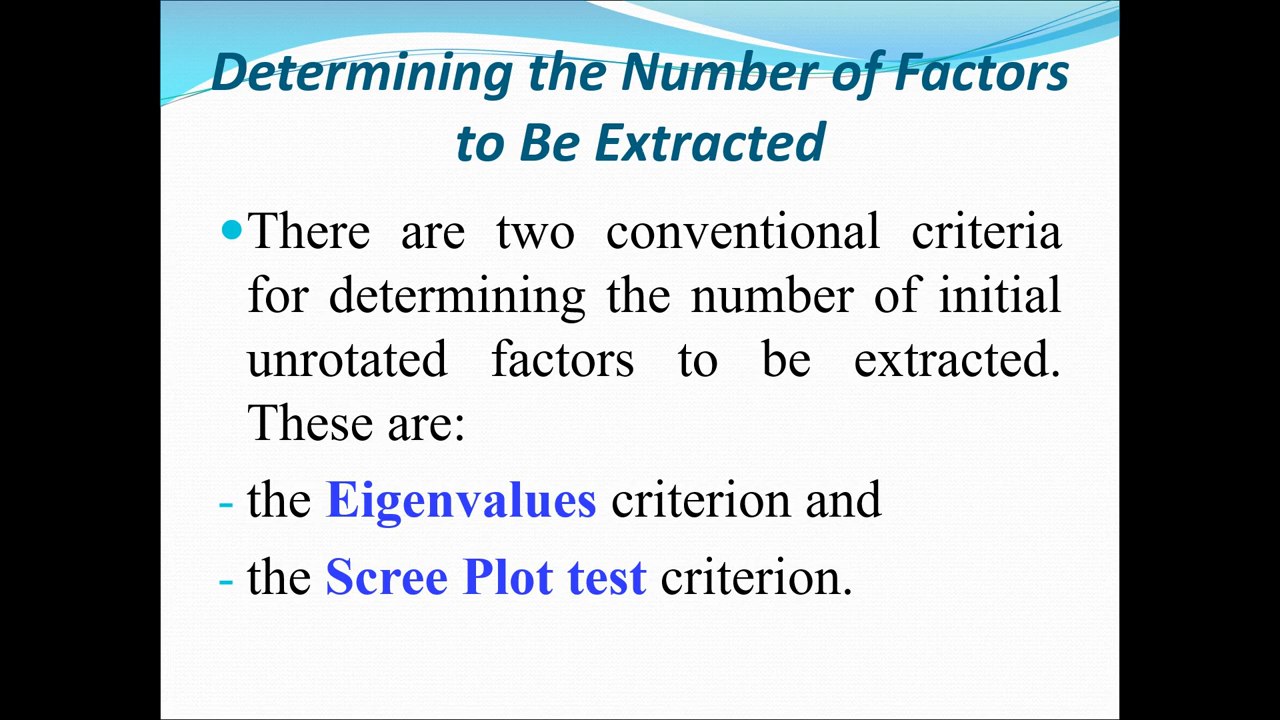 Determining the Number of Factors
to Be Extracted
•There are two conventional criteria
for determining the number of initial
unrotated factors to be extracted.
These are:
- the Eigenvalues criterion and
- the Scree Plot test criterion.